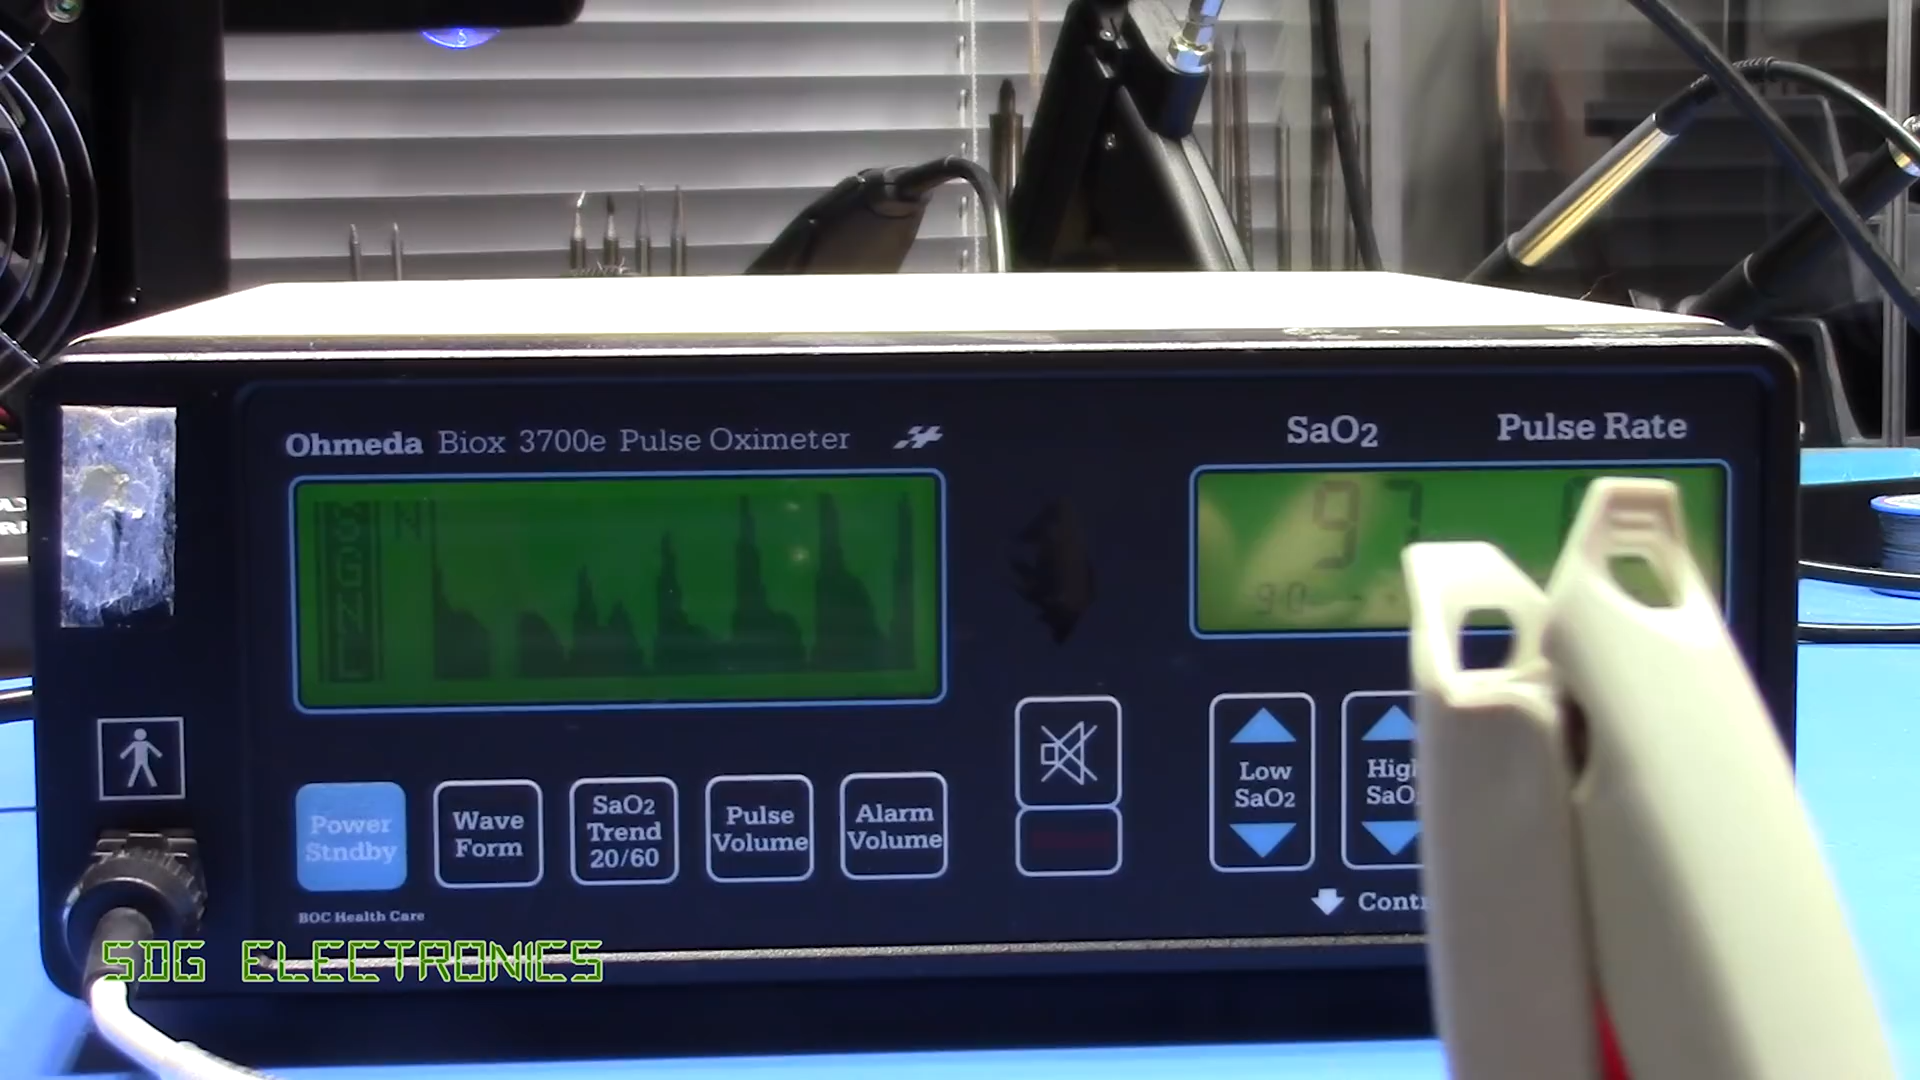 Ohmeda Biox 3700e Pulse Oximeter
SaO2
Pulse Rate
N
97
90
Power
Stndby
Wave
Form
SaO2
Trend
20/60
Pulse
Volume
Alarm
Volume
Low
SaO2
BOC Health Care
SDG ELECTRONICS